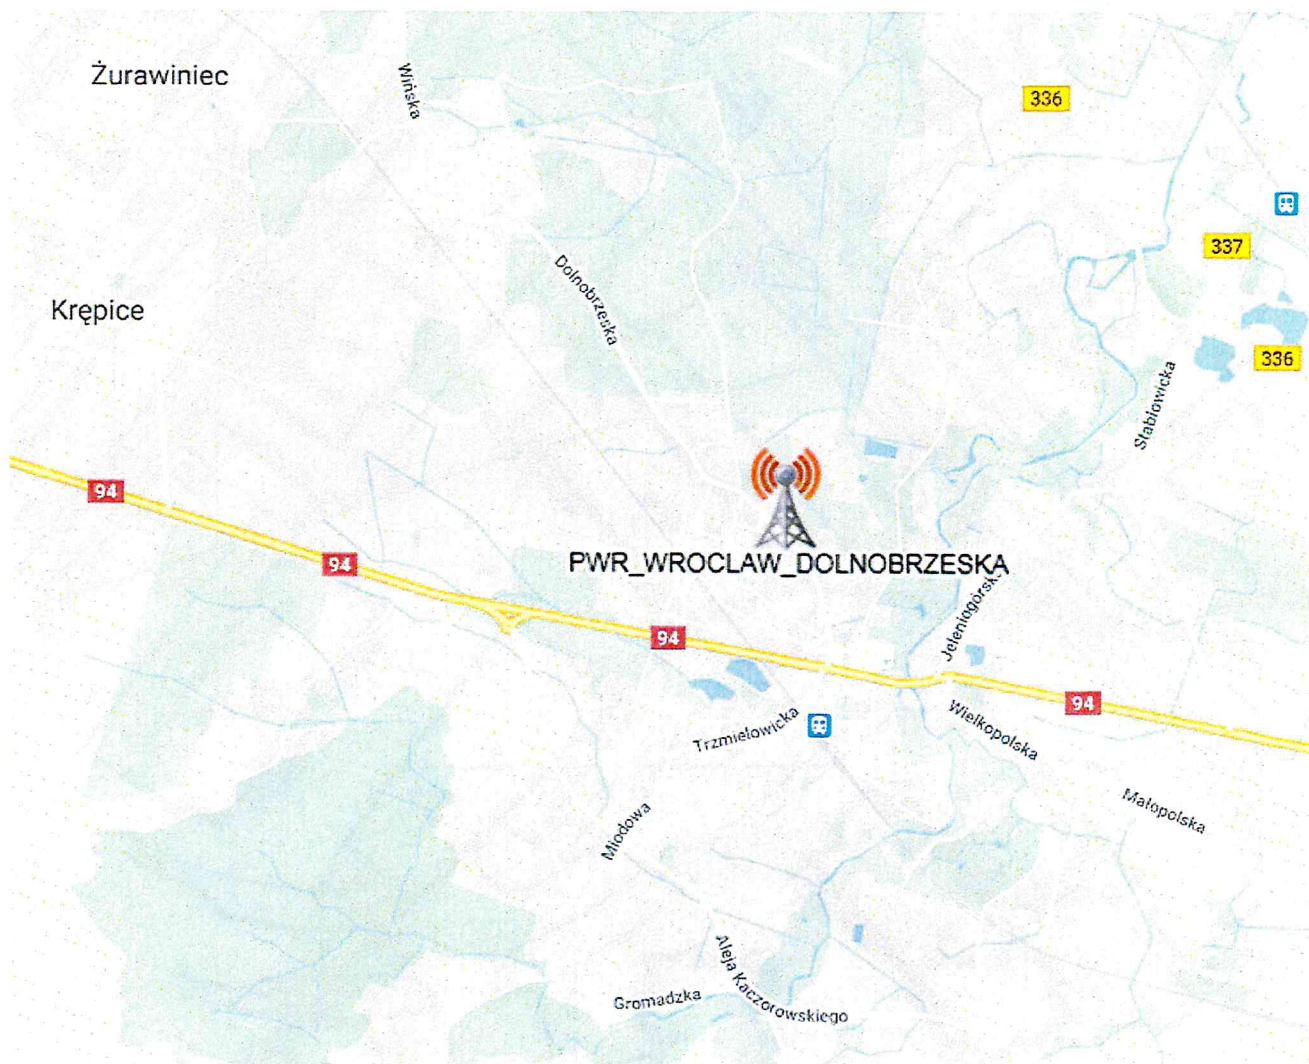 Żurawiniec
Wińska
336
337
Dolnobrzeska
Krępice
336
Stabłowicka
94
94
PWR_WROCLAW_DOLNOBRZESKA
Jeleniogórska
94
94
Wielkopolska
Trzmielowicka
Małopolska
Miodowa
Aleja Kaczorowskiego
Gromadzka